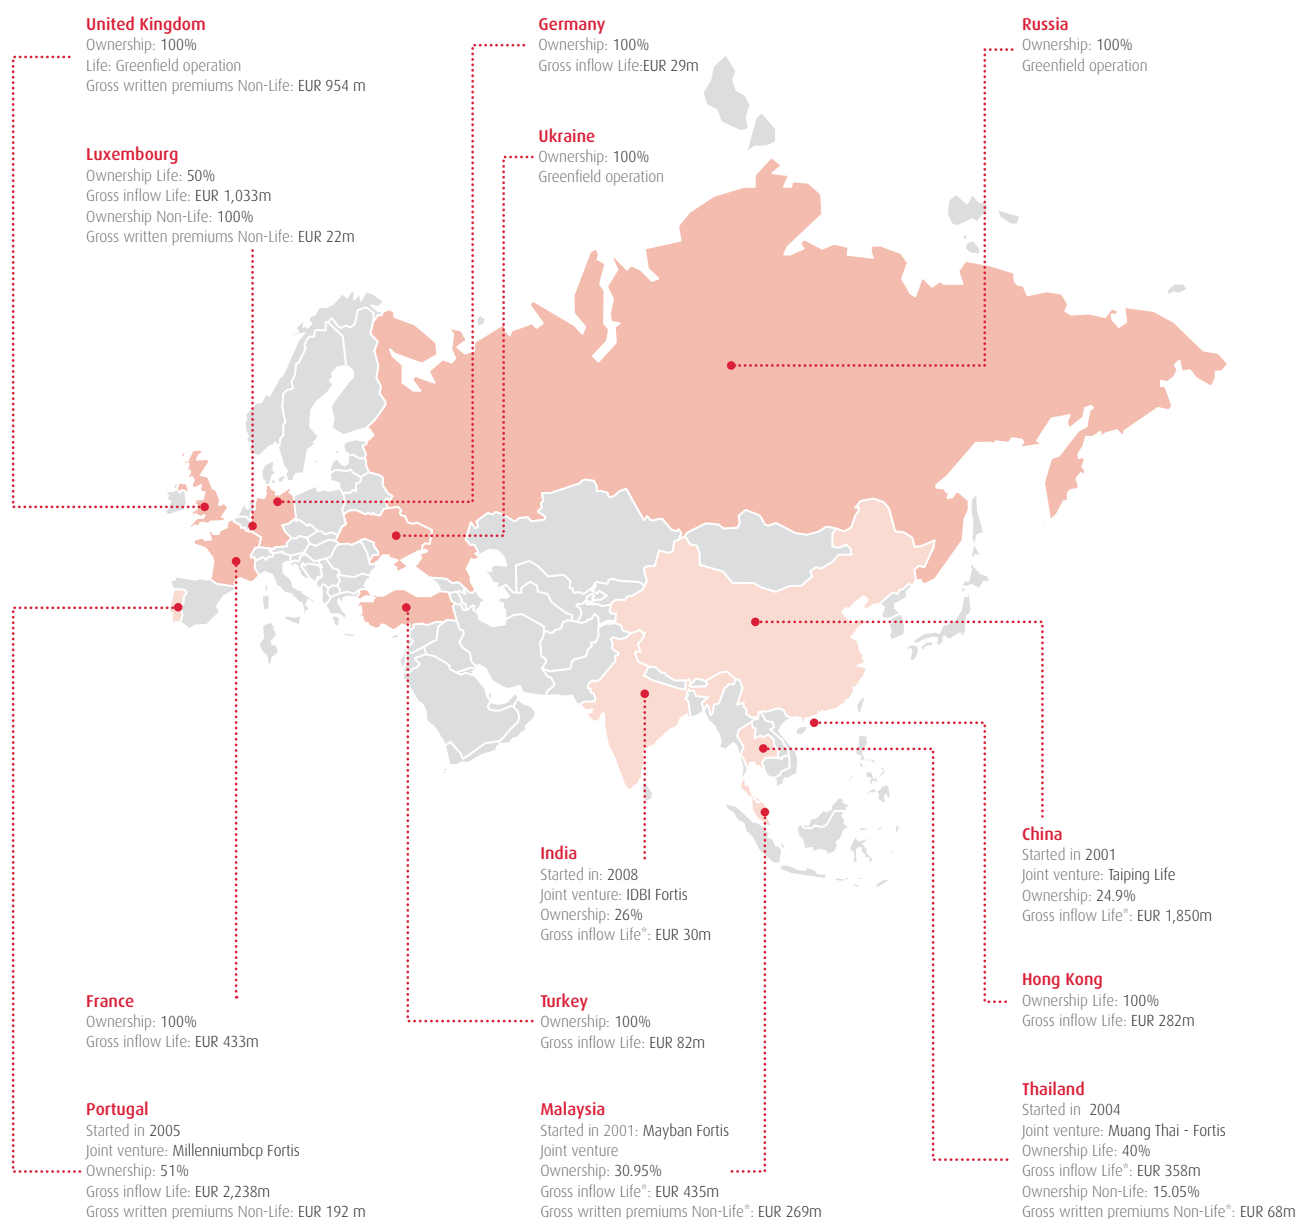 United Kingdom
Ownership: 100%
Life: Greenfield operation
Gross written premiums Non-Life: EUR 954 m
Germany
Ownership: 100%
Gross inflow Life:EUR 29m
Russia
Ownership: 100%
Greenfield operation
Ukraine
Ownership: 100%
Greenfield operation
Luxembourg
Ownership Life: 50%
Gross inflow Life: EUR 1,033m
Ownership Non-Life: 100%
Gross written premiums Non-Life: EUR 22m
India
Started in: 2008
Joint venture: IDBI Fortis
Ownership: 26%
Gross inflow Life*: EUR 30m
China
Started in 2001
Joint venture: Taiping Life
Ownership: 24.9%
Gross inflow Life*: EUR 1,850m
France
Ownership: 100%
Gross inflow Life: EUR 433m
Turkey
Ownership: 100%
Gross inflow Life: EUR 82m
Hong Kong
Ownership Life: 100%
Gross inflow Life: EUR 282m
Portugal
Started in 2005
Joint venture: Millenniumbcp Fortis
Ownership: 51%
Gross inflow Life: EUR 2,238m
Gross written premiums Non-Life: EUR 192 m
Malaysia
Started in 2001: Mayban Fortis
Joint venture
Ownership: 30.95%
Gross inflow Life*: EUR 435m
Gross written premiums Non-Life*: EUR 269m
Thailand
Started in 2004
Joint venture: Muang Thai - Fortis
Ownership Life: 40%
Gross inflow Life*: EUR 358m
Ownership Non-Life: 15.05%
Gross written premiums Non-Life*: EUR 68m